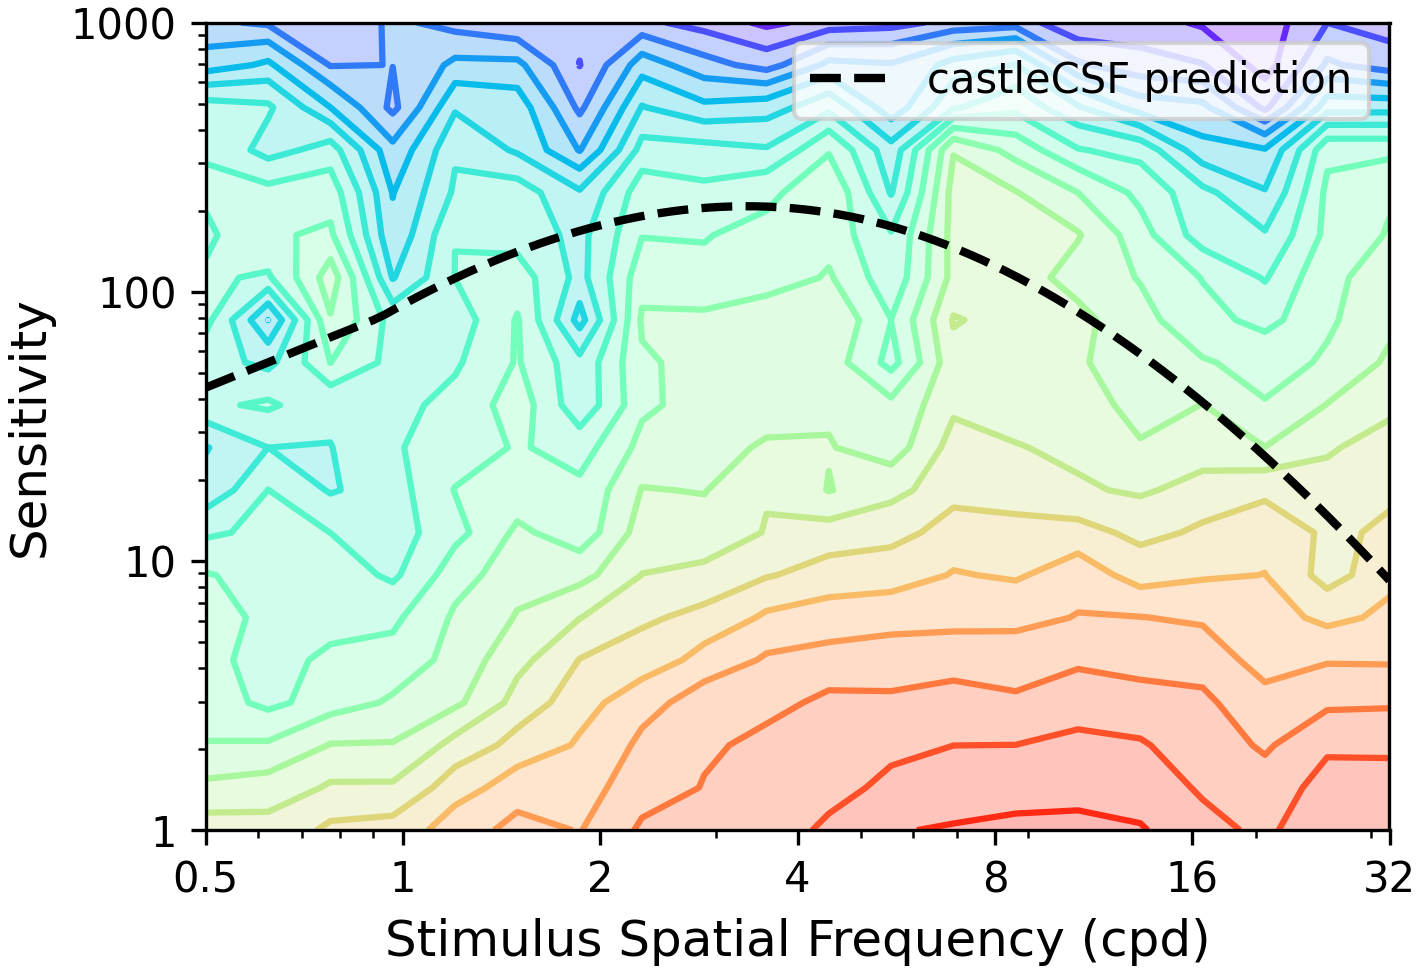 1000
castleCSF prediction
100
Sensitivity
10
1
0.5 1 2 4 8 16 32
Stimulus Spatial Frequency (cpd)